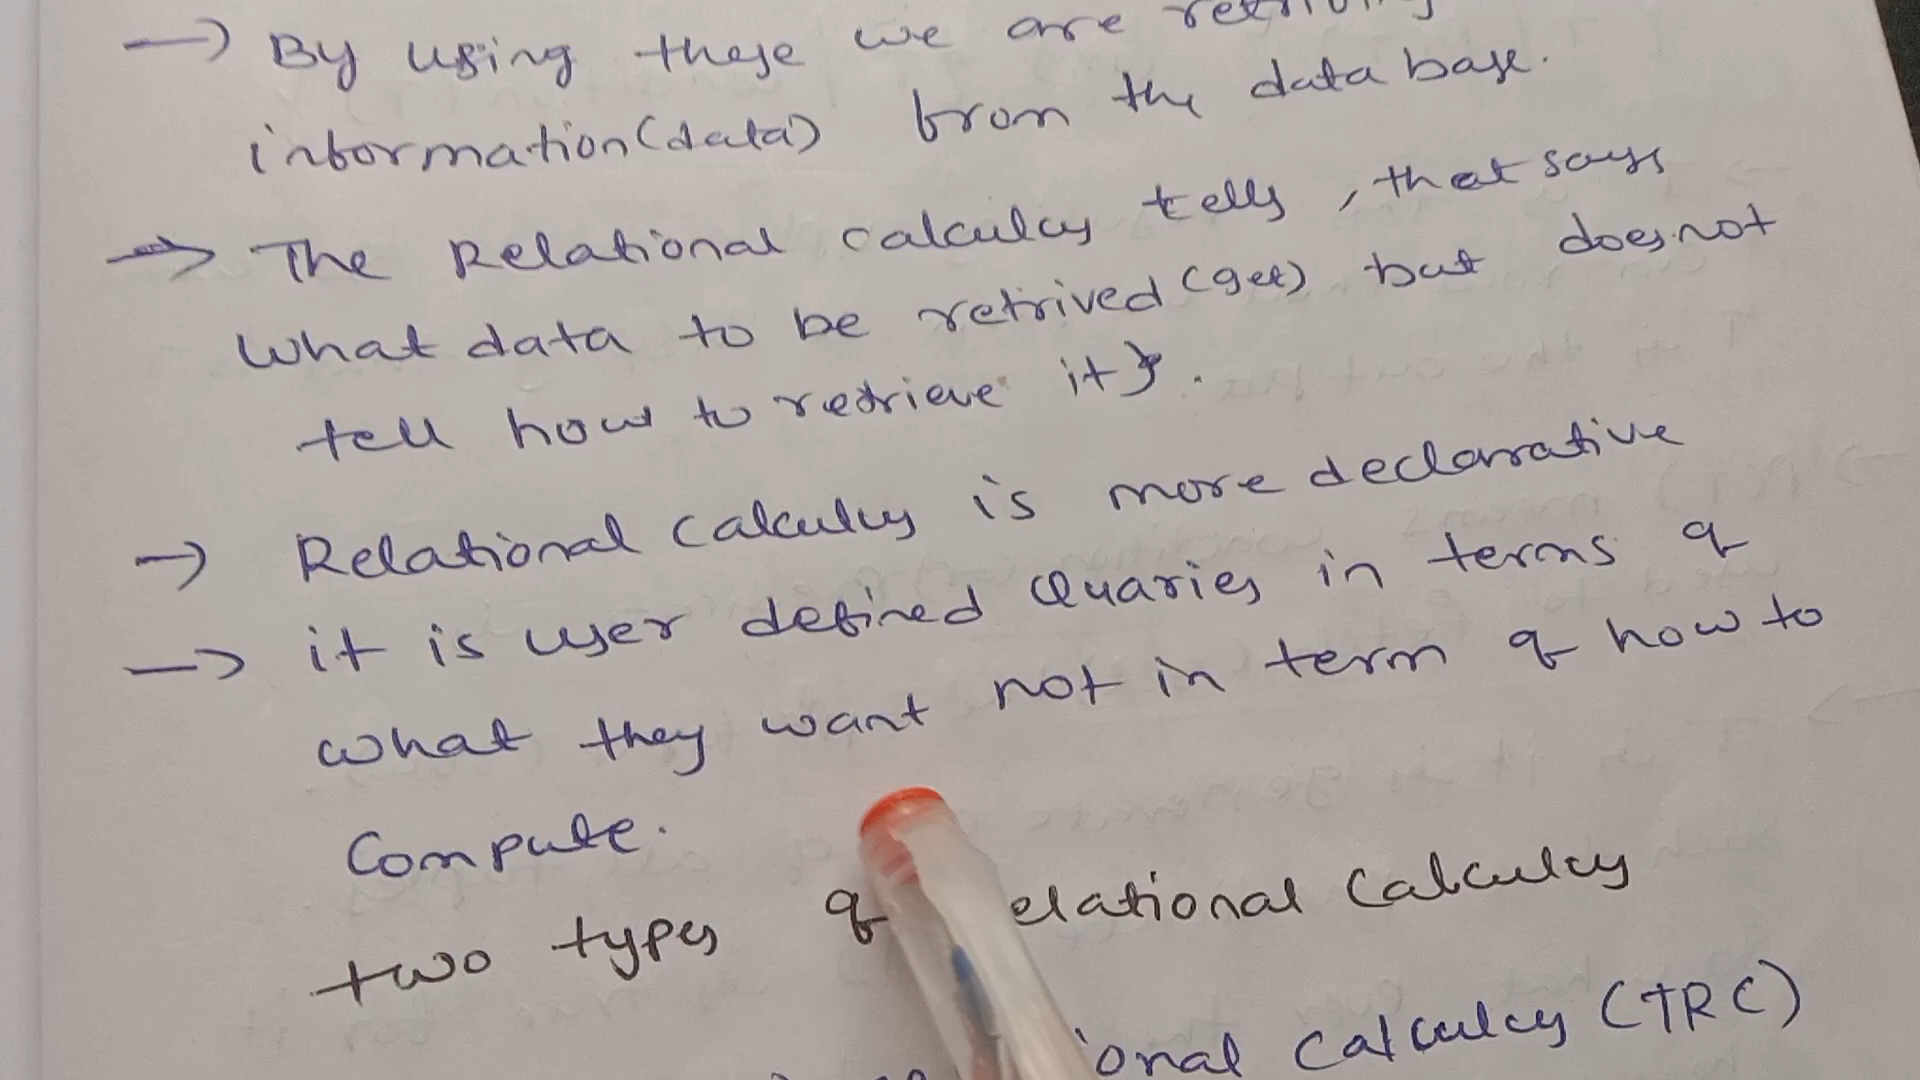 → By using these we are retriving
information(data) from the data base.
→ The Relational calculus tells, that says
what data to be retrived (get) but does not
tell how to retrieve it}.
→ Relational calculus is more declarative
→ it is user defined Quaries in terms of
what they want not in term of how to
Compute.
two types of elational Calculus
ional Calculus (TRC)